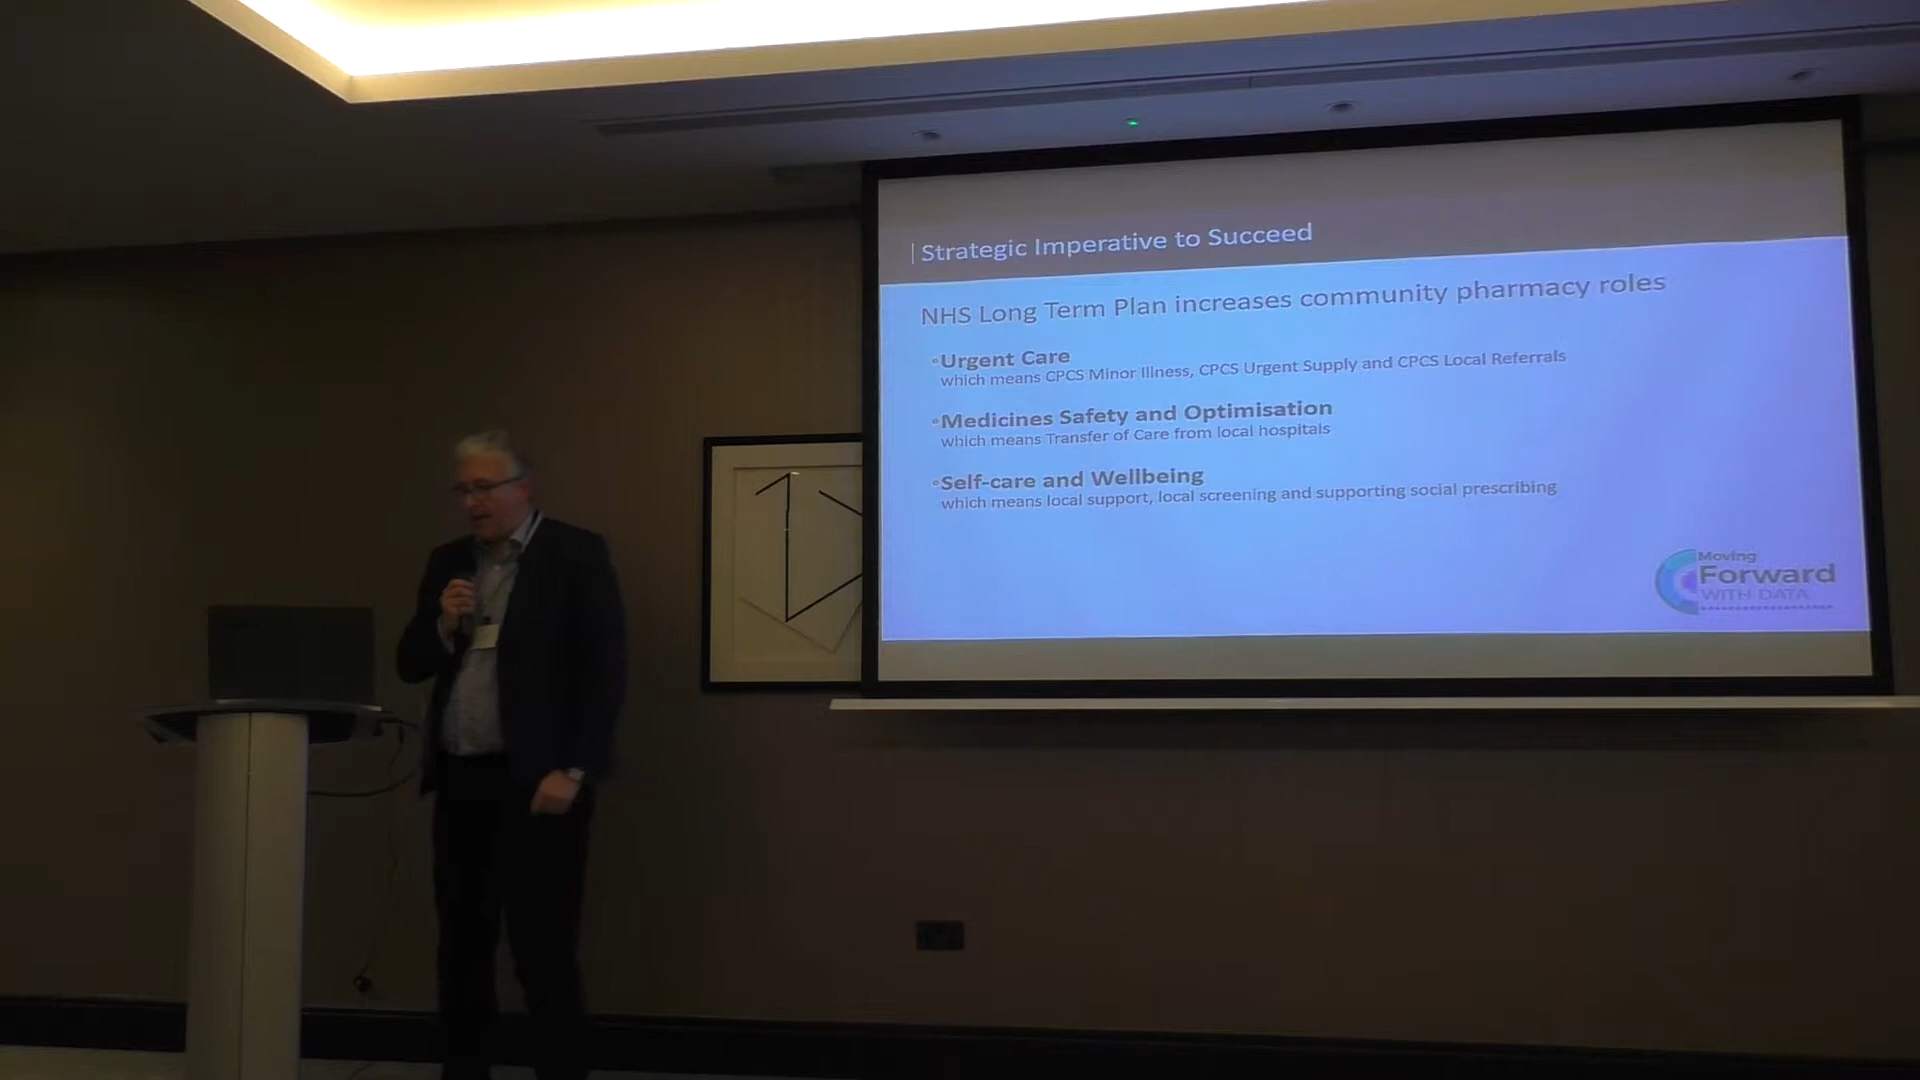 Strategic Imperative to Succeed
NHS Long Term Plan increases community pharmacy roles
Urgent Care
which means CPCS Minor Illness, CPCS Urgent Supply and CPCS Local Referrals
Medicines Safety and Optimisation
which means Transfer of Care from local hospitals
Self-care and Wellbeing
which means local support, local screening and supporting social prescribing
Moving
Forward
WITH DATA